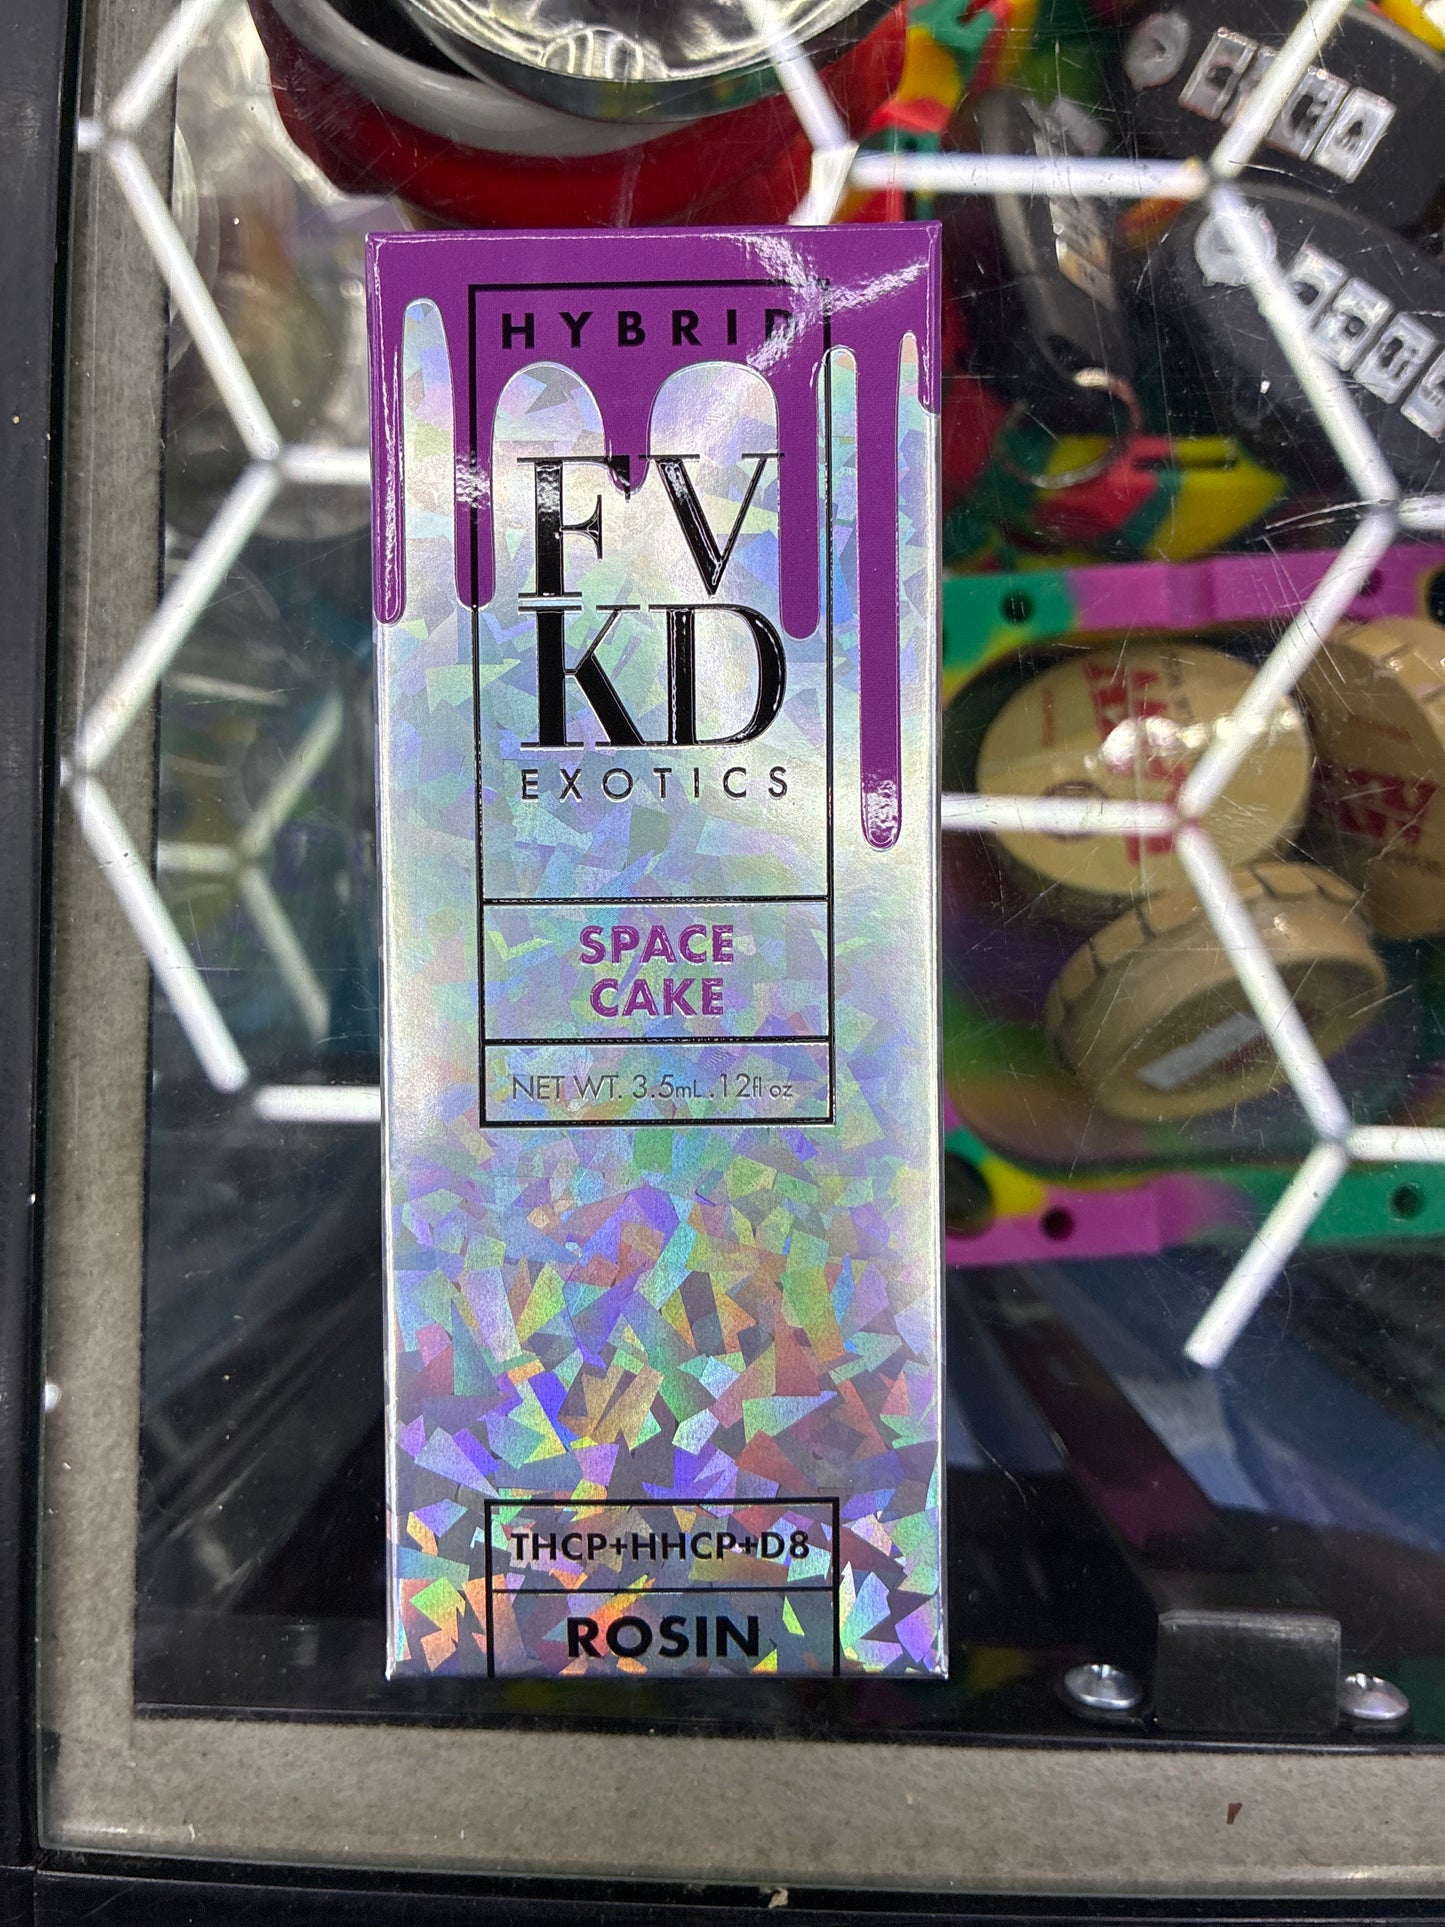 HYBRID
FV
KD
EXOTICS
SPACE
CAKE
NET WT. 3.5mL .12fl oz
THCP+HHCP+D8
ROSIN